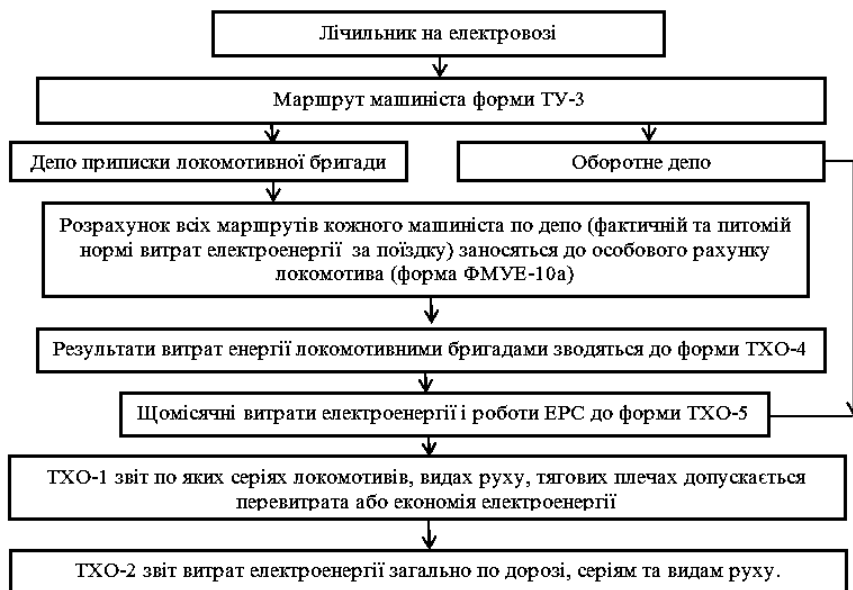 Лічильник на електровозі
Маршрут машиніста форми ТУ-3
Депо приписки локомотивної бригади
Оборотне депо
Розрахунок всіх маршрутів кожного машиніста по депо (фактичній та питомій
нормі витрат електроенергії за поїздку) заносяться до особового рахунку
локомотива (форма ФМУЕ-10а)
Результати витрат енергії локомотивними бригадами зводяться до форми ТХО-4
Щомісячні витрати електроенергії і роботи ЕРС до форми ТХО-5
ТХО-1 звіт по яких серіях локомотивів, видах руху, тягових плечах допускається
перевитрата або економія електроенергії
ТХО-2 звіт витрат електроенергії загально по дорозі, серіям та видам руху.